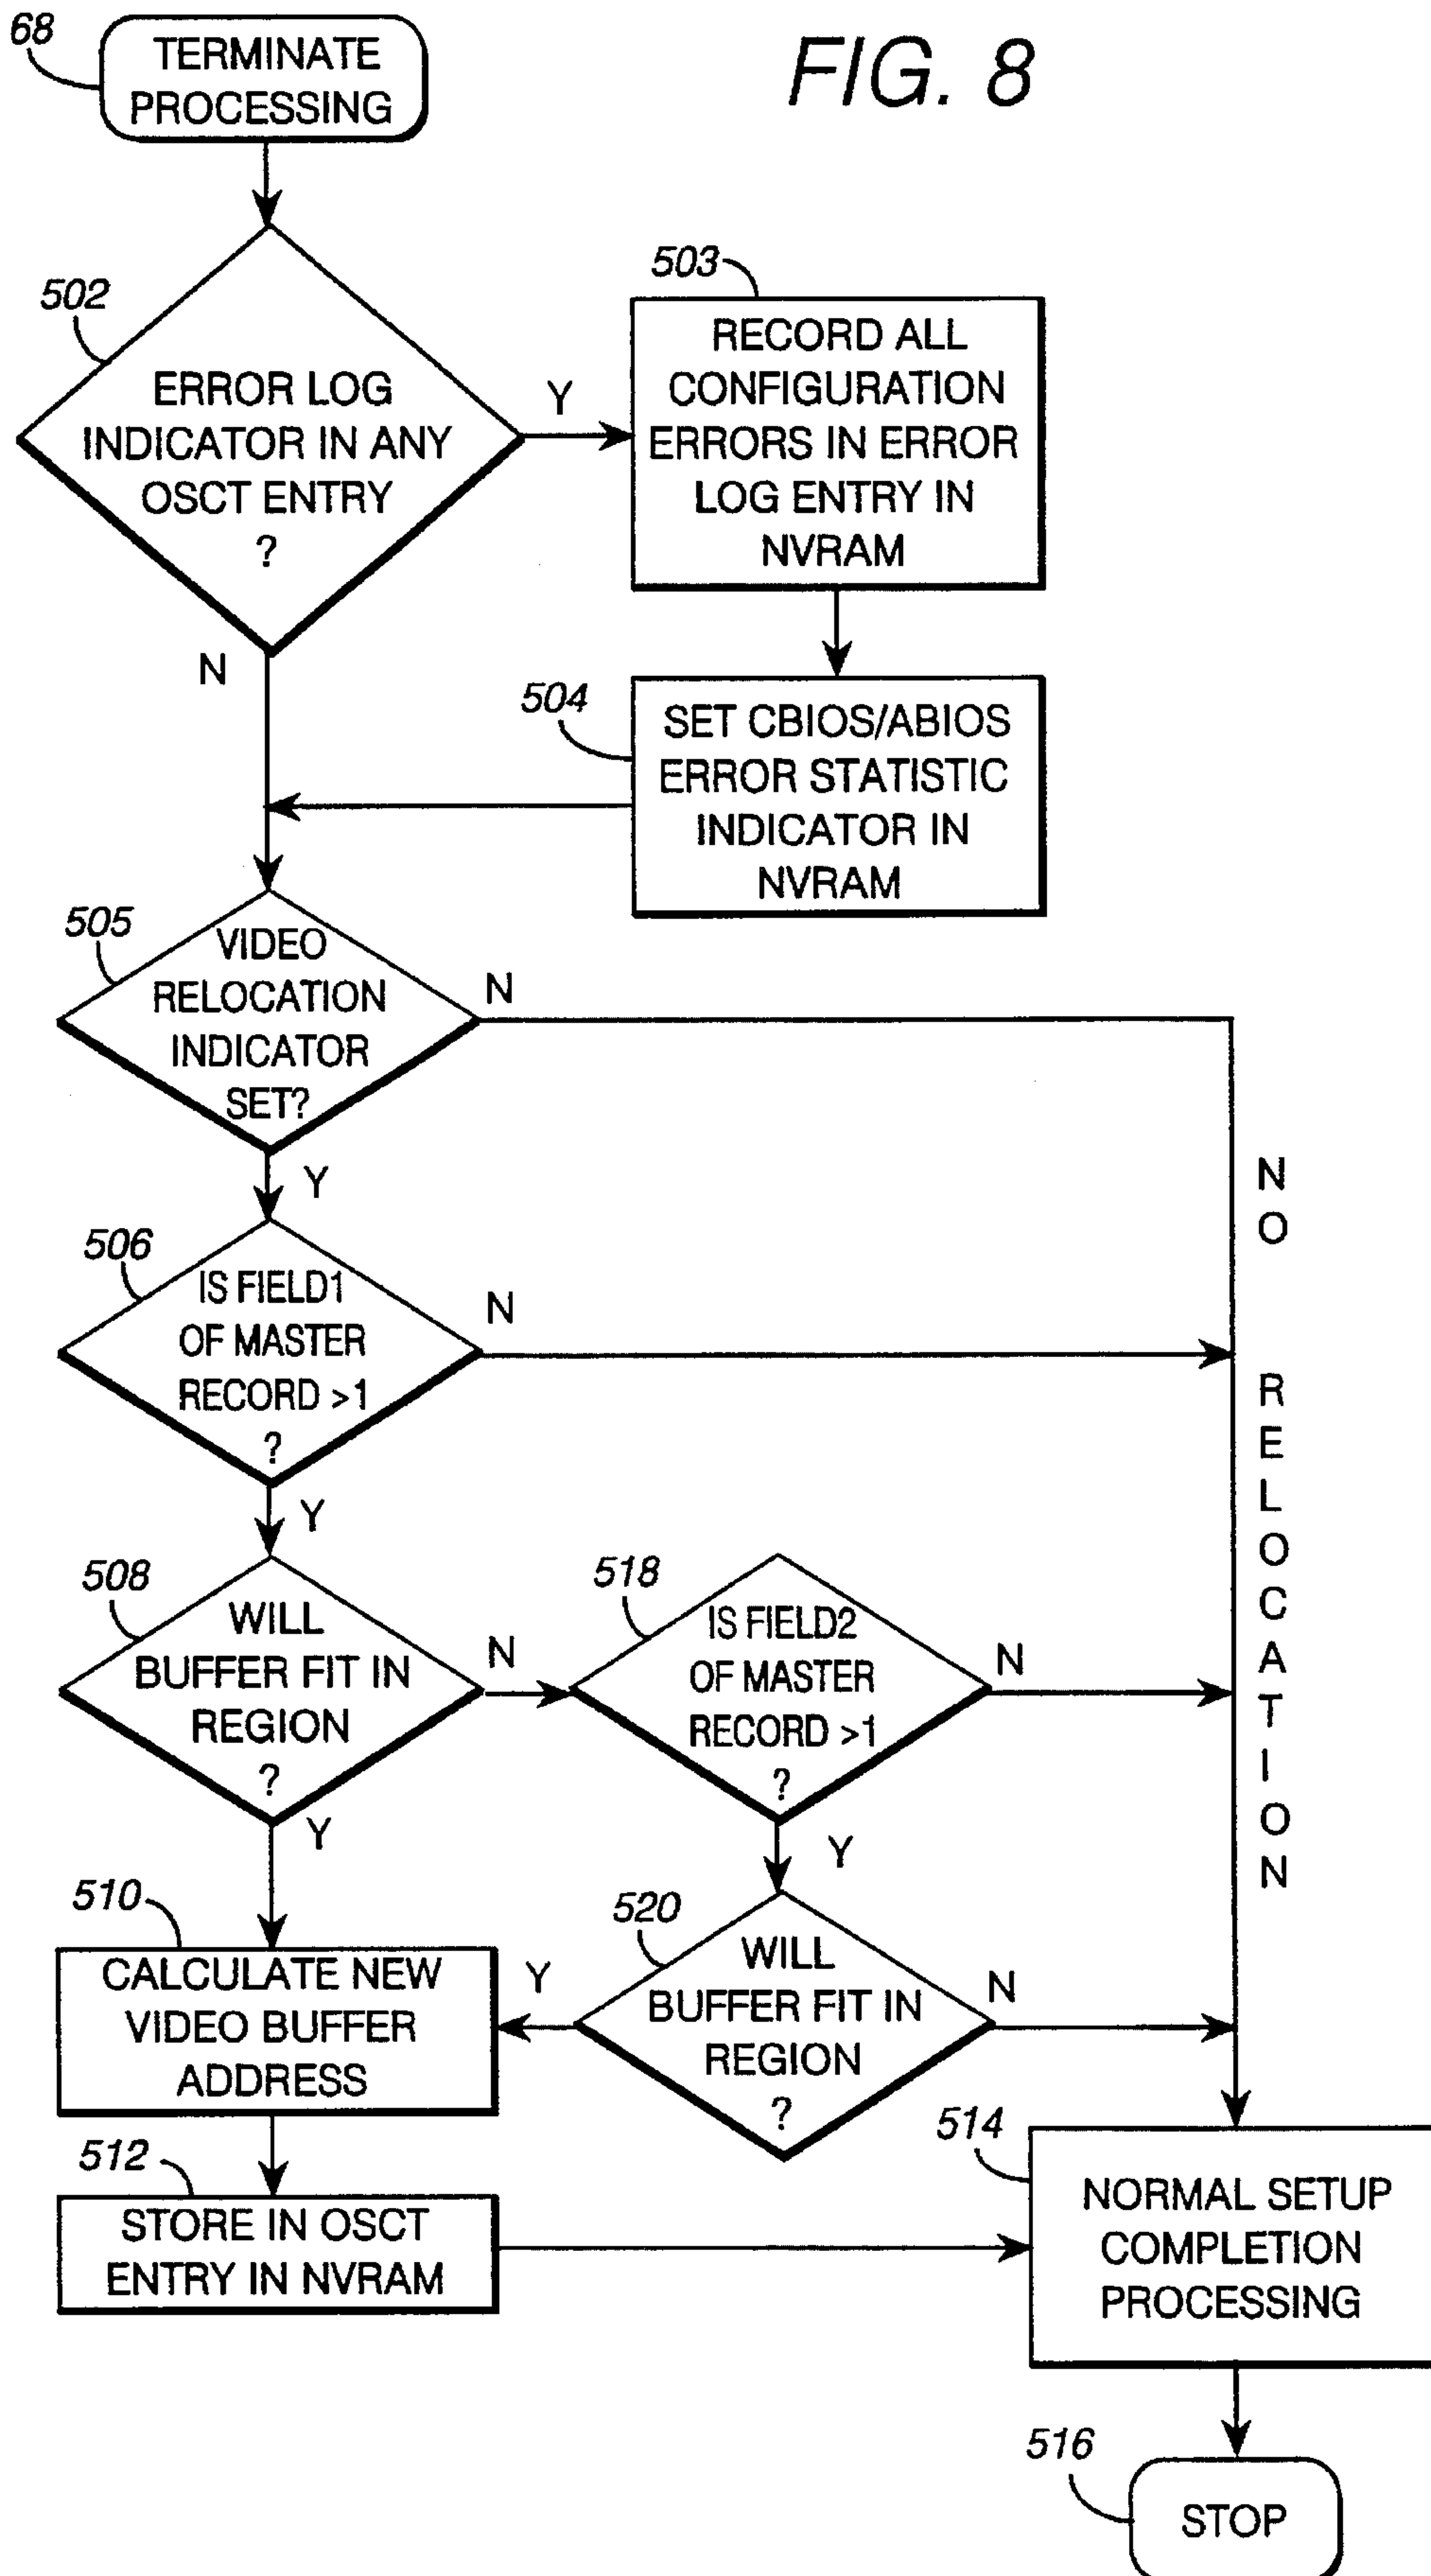 FIG. 8
68
TERMINATE
PROCESSING
502
ERROR LOG
INDICATOR IN ANY
OSCT ENTRY
?
Y
N
503
RECORD ALL
CONFIGURATION
ERRORS IN ERROR
LOG ENTRY IN
NVRAM
504
SET CBIOS/ABIOS
ERROR STATISTIC
INDICATOR IN
NVRAM
505
VIDEO
RELOCATION
INDICATOR
SET?
N
Y
NO RELOCATION
506
IS FIELD1
OF MASTER
RECORD >1
?
N
Y
508
WILL
BUFFER FIT IN
REGION
?
N
Y
518
IS FIELD2
OF MASTER
RECORD >1
?
N
Y
510
CALCULATE NEW
VIDEO BUFFER
ADDRESS
520
WILL
BUFFER FIT IN
REGION
?
Y
N
512
STORE IN OSCT
ENTRY IN NVRAM
514
NORMAL SETUP
COMPLETION
PROCESSING
516
STOP